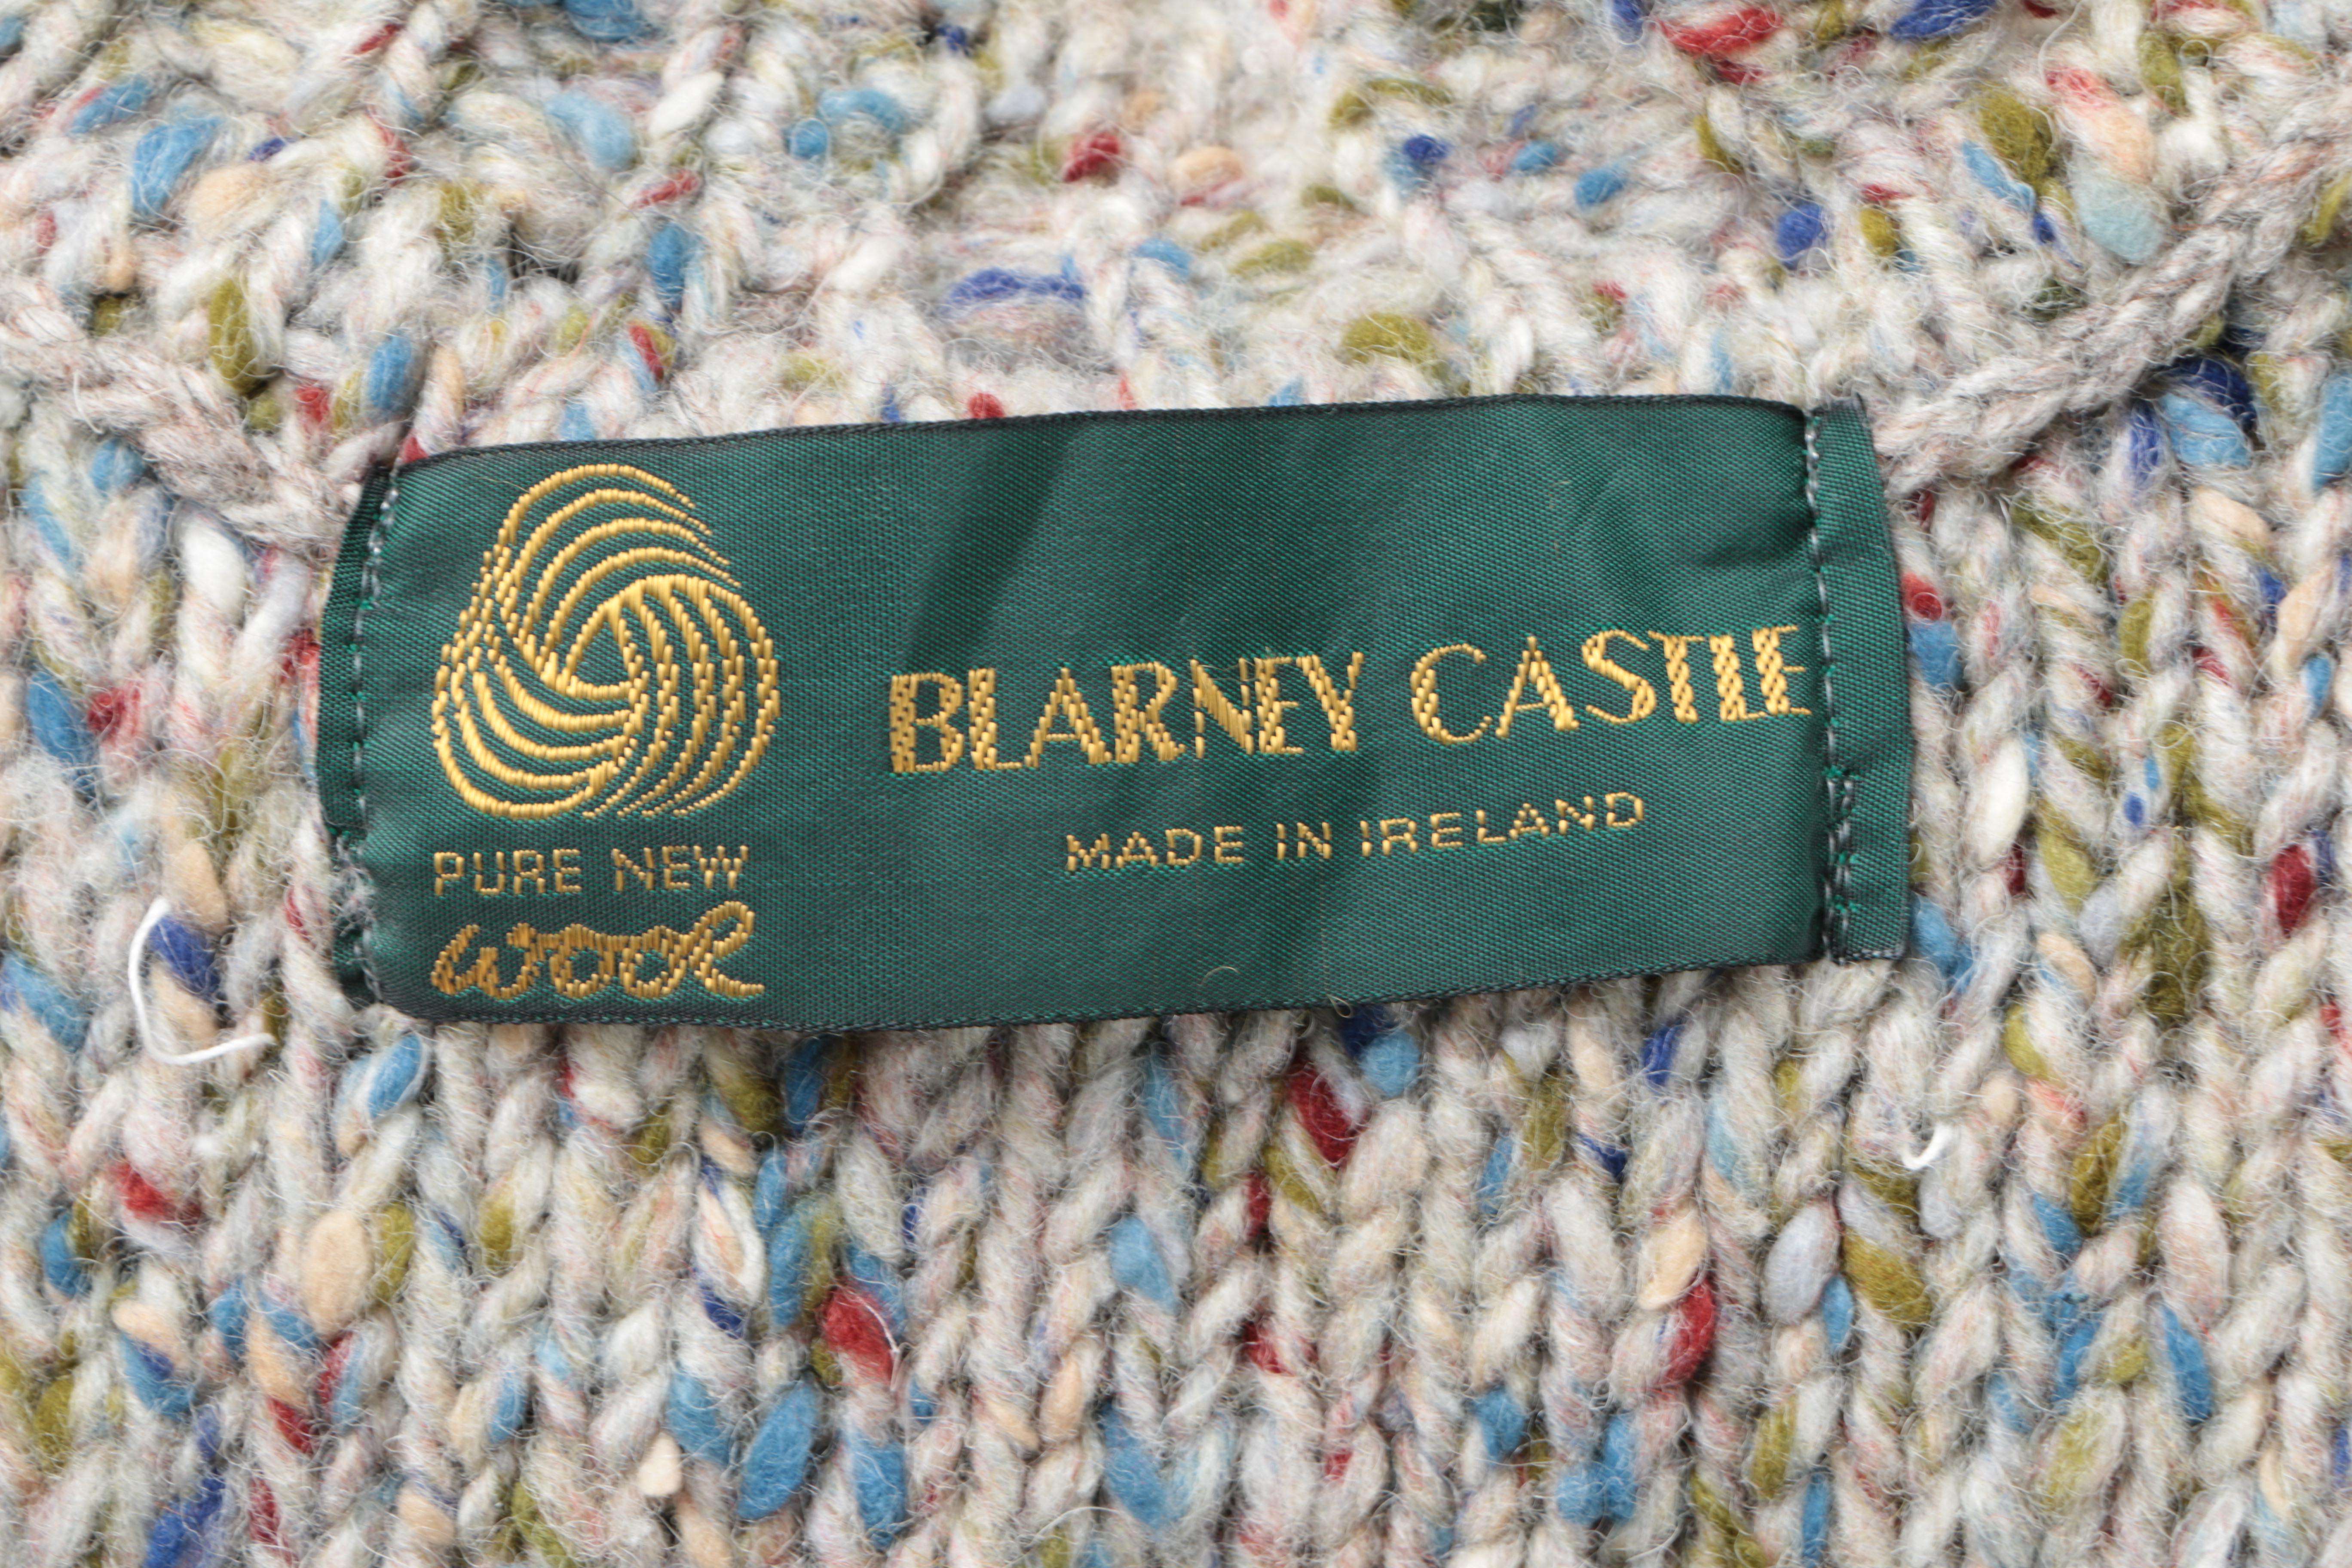 PURE NEW
wool
BLARNEY CASTLE
MADE IN IRELAND